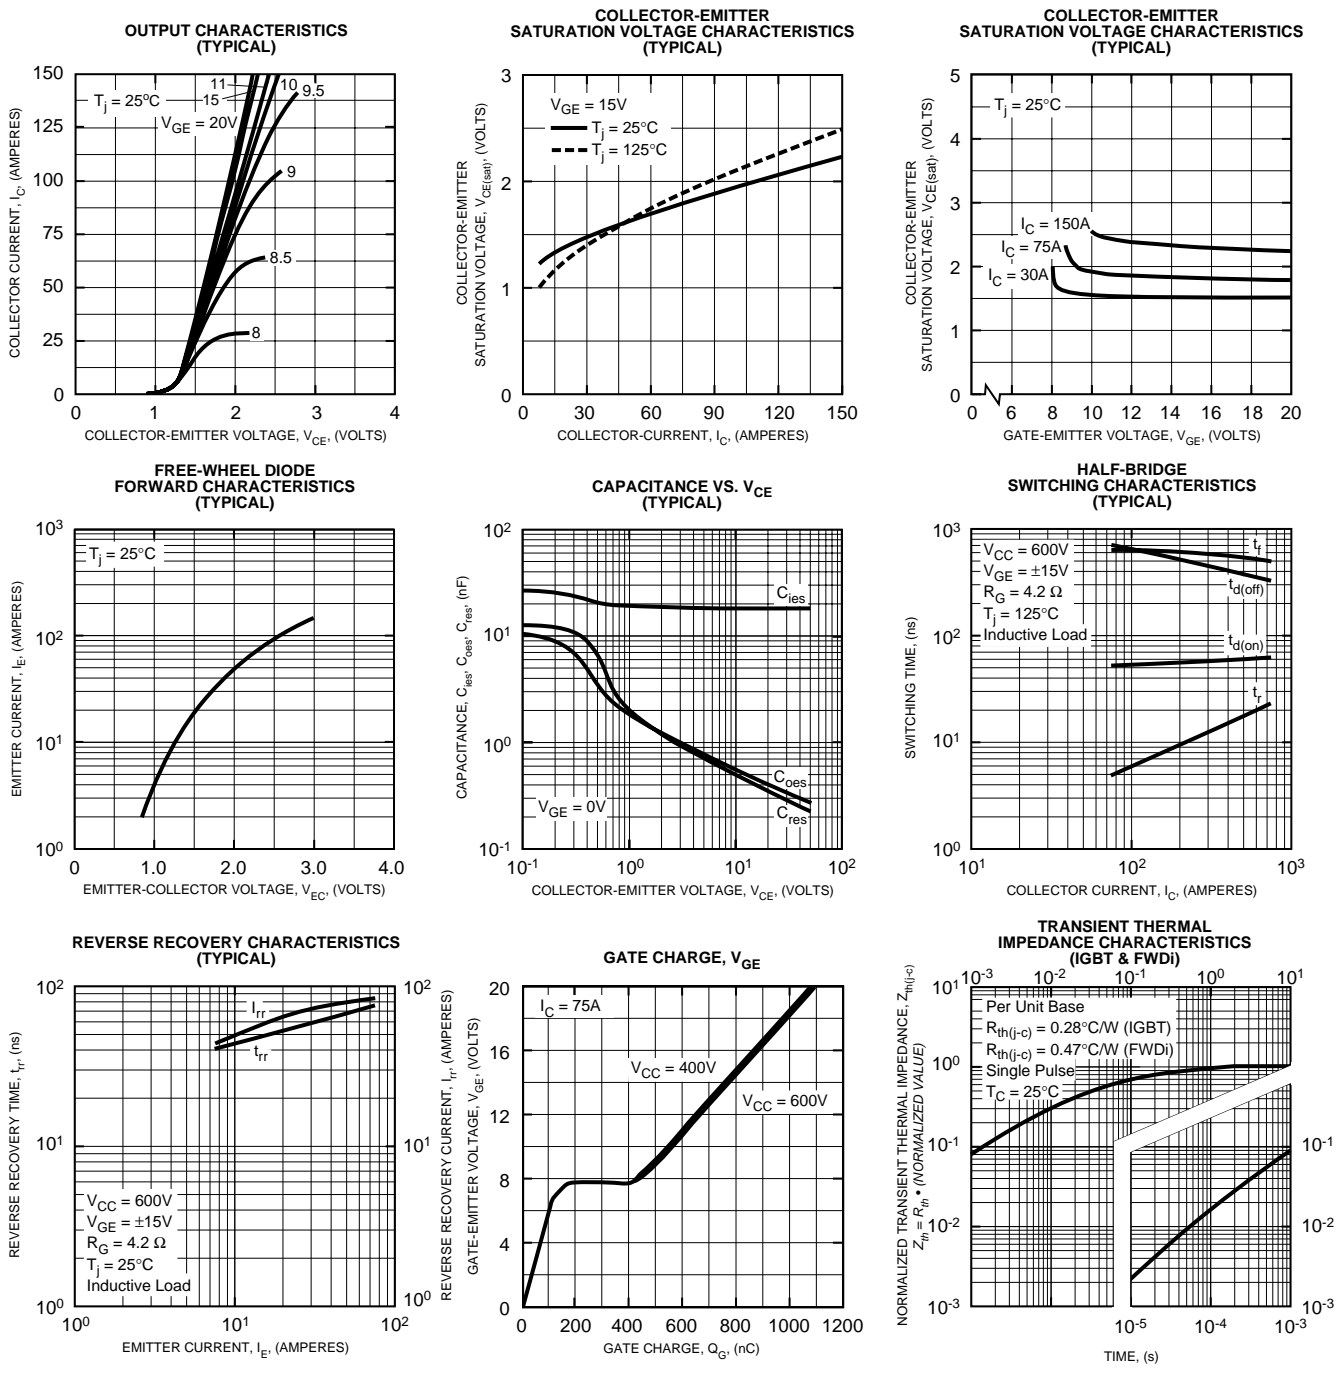 OUTPUT CHARACTERISTICS
(TYPICAL)
150
125
100
75
50
25
0
0
1
2
3
4
COLLECTOR CURRENT, IC, (AMPERES)
COLLECTOR-EMITTER VOLTAGE, VCE, (VOLTS)
Tj = 25°C
VGE = 20V
11
15
10
9.5
9
8.5
8
COLLECTOR-EMITTER
SATURATION VOLTAGE CHARACTERISTICS
(TYPICAL)
3
2
1
0
0
30
60
90
120
150
COLLECTOR-EMITTER
SATURATION VOLTAGE, VCE(sat), (VOLTS)
COLLECTOR-CURRENT, IC, (AMPERES)
VGE = 15V
Tj = 25°C
Tj = 125°C
COLLECTOR-EMITTER
SATURATION VOLTAGE CHARACTERISTICS
(TYPICAL)
5
4
3
2
1
0
0
6
8
10
12
14
16
18
20
COLLECTOR-EMITTER
SATURATION VOLTAGE, VCE(sat), (VOLTS)
GATE-EMITTER VOLTAGE, VGE, (VOLTS)
Tj = 25°C
IC = 150A
IC = 75A
IC = 30A
FREE-WHEEL DIODE
FORWARD CHARACTERISTICS
(TYPICAL)
10³
10²
10¹
10⁰
0
1.0
2.0
3.0
4.0
EMITTER CURRENT, IE, (AMPERES)
EMITTER-COLLECTOR VOLTAGE, VEC, (VOLTS)
Tj = 25°C
CAPACITANCE VS. VCE
(TYPICAL)
10²
10¹
10⁰
10⁻¹
10⁻¹
10⁰
10¹
10²
CAPACITANCE, Cies, Coes, Cres, (nF)
COLLECTOR-EMITTER VOLTAGE, VCE, (VOLTS)
Cies
Coes
Cres
VGE = 0V
HALF-BRIDGE
SWITCHING CHARACTERISTICS
(TYPICAL)
10³
10²
10¹
10⁰
10¹
10²
10³
SWITCHING TIME, (ns)
COLLECTOR CURRENT, IC, (AMPERES)
VCC = 600V
VGE = ±15V
RG = 4.2 Ω
Tj = 125°C
Inductive Load
tf
td(off)
td(on)
tr
REVERSE RECOVERY CHARACTERISTICS
(TYPICAL)
10²
10¹
10⁰
10²
10¹
10⁰
10⁰
10¹
10²
REVERSE RECOVERY TIME, trr, (ns)
REVERSE RECOVERY CURRENT, Irr, (AMPERES)
EMITTER CURRENT, IE, (AMPERES)
Irr
trr
VCC = 600V
VGE = ±15V
RG = 4.2 Ω
Tj = 25°C
Inductive Load
GATE CHARGE, VGE
20
16
12
8
4
0
0
200
400
600
800
1000
1200
GATE-EMITTER VOLTAGE, VGE, (VOLTS)
GATE CHARGE, QG, (nC)
IC = 75A
VCC = 400V
VCC = 600V
TRANSIENT THERMAL
IMPEDANCE CHARACTERISTICS
(IGBT & FWDi)
10⁻³
10⁻²
10⁻¹
10⁰
10¹
10¹
10⁰
10⁻¹
10⁻²
10⁻³
10⁻¹
10⁻²
10⁻³
10⁻⁵
10⁻⁴
10⁻³
NORMALIZED TRANSIENT THERMAL IMPEDANCE, Zth(j-c)
Zth = Rth • (NORMALIZED VALUE)
TIME, (s)
Per Unit Base
Rth(j-c) = 0.28°C/W (IGBT)
Rth(j-c) = 0.47°C/W (FWDi)
Single Pulse
TC = 25°C